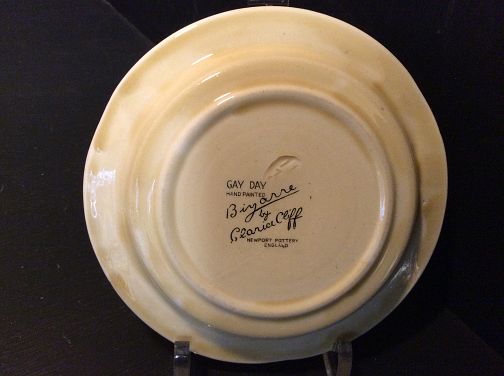 GAY DAY
HAND PAINTED
Bizarre
by
Clarice Cliff
NEWPORT POTTERY
ENGLAND